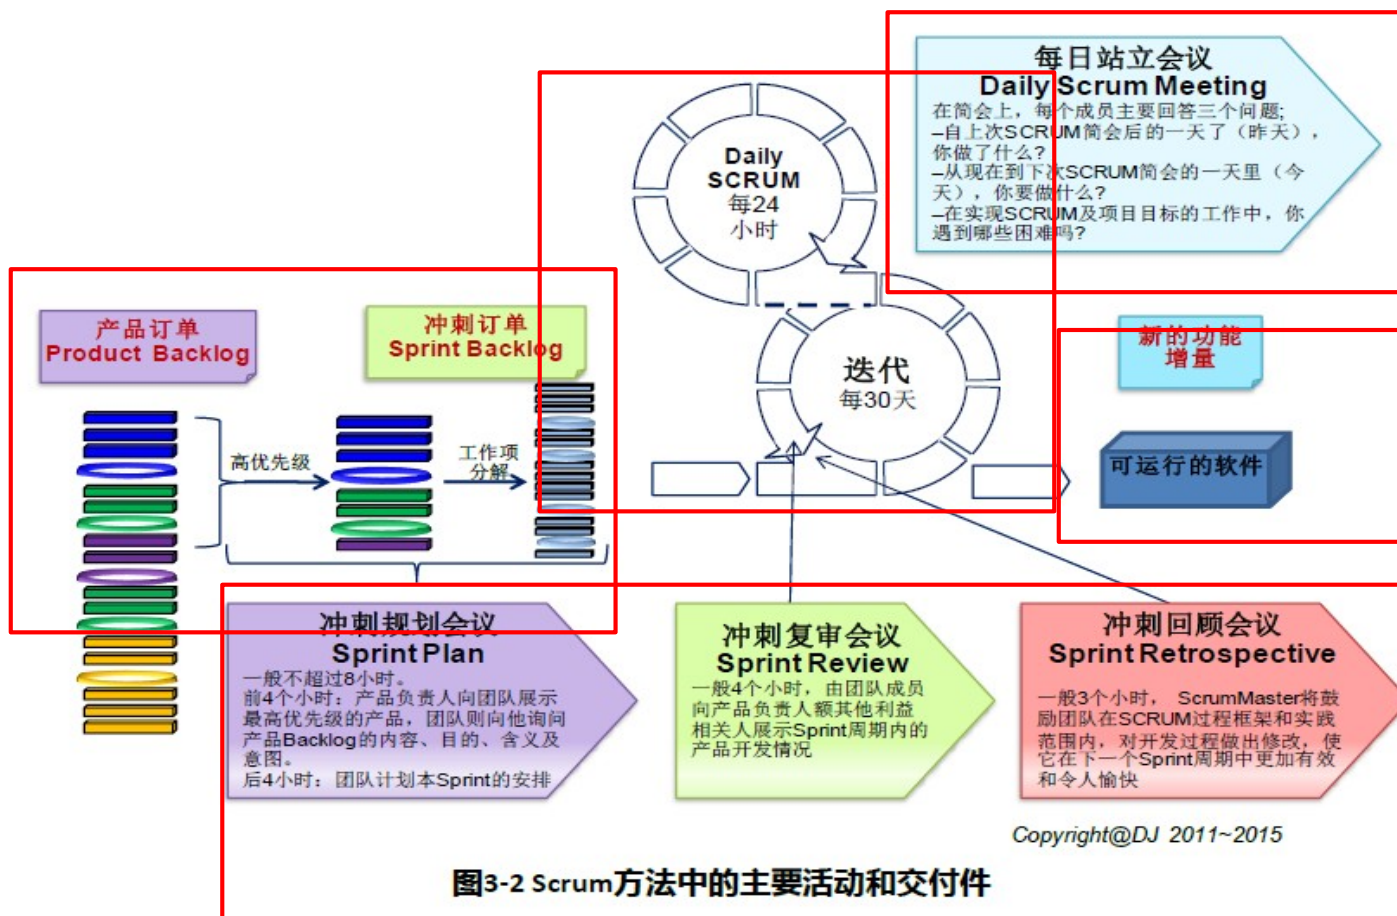 每日站立会议
Daily Scrum Meeting
在简会上，每个成员主要回答三个问题;
–自上次SCRUM简会后的一天了（昨天），
你做了什么?
–从现在到下次SCRUM简会的一天里（今
天），你要做什么?
–在实现SCRUM及项目目标的工作中，你
遇到哪些困难吗?
Daily
SCRUM
每24
小时
产品订单
Product Backlog
冲刺订单
Sprint Backlog
新的功能
增量
迭代
每30天
高优先级
工作项
分解
可运行的软件
冲刺规划会议
Sprint Plan
一般不超过8小时。
前4个小时：产品负责人向团队展示
最高优先级的产品，团队则向他询问
产品Backlog的内容、目的、含义及
意图。
后4小时：团队计划本Sprint的安排
冲刺复审会议
Sprint Review
一般4个小时，由团队成员
向产品负责人额其他利益
相关人展示Sprint周期内的
产品开发情况
冲刺回顾会议
Sprint Retrospective
一般3个小时， ScrumMaster将鼓
励团队在SCRUM过程框架和实践
范围内，对开发过程做出修改，使
它在下一个Sprint周期中更加有效
和令人愉快
Copyright@DJ 2011~2015
图3-2 Scrum方法中的主要活动和交付件